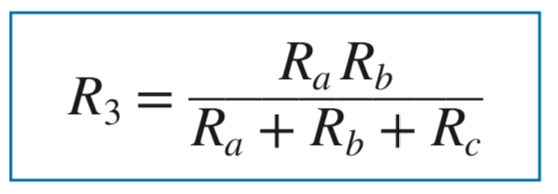 R_3 = \frac{R_a R_b}{R_a + R_b + R_c}